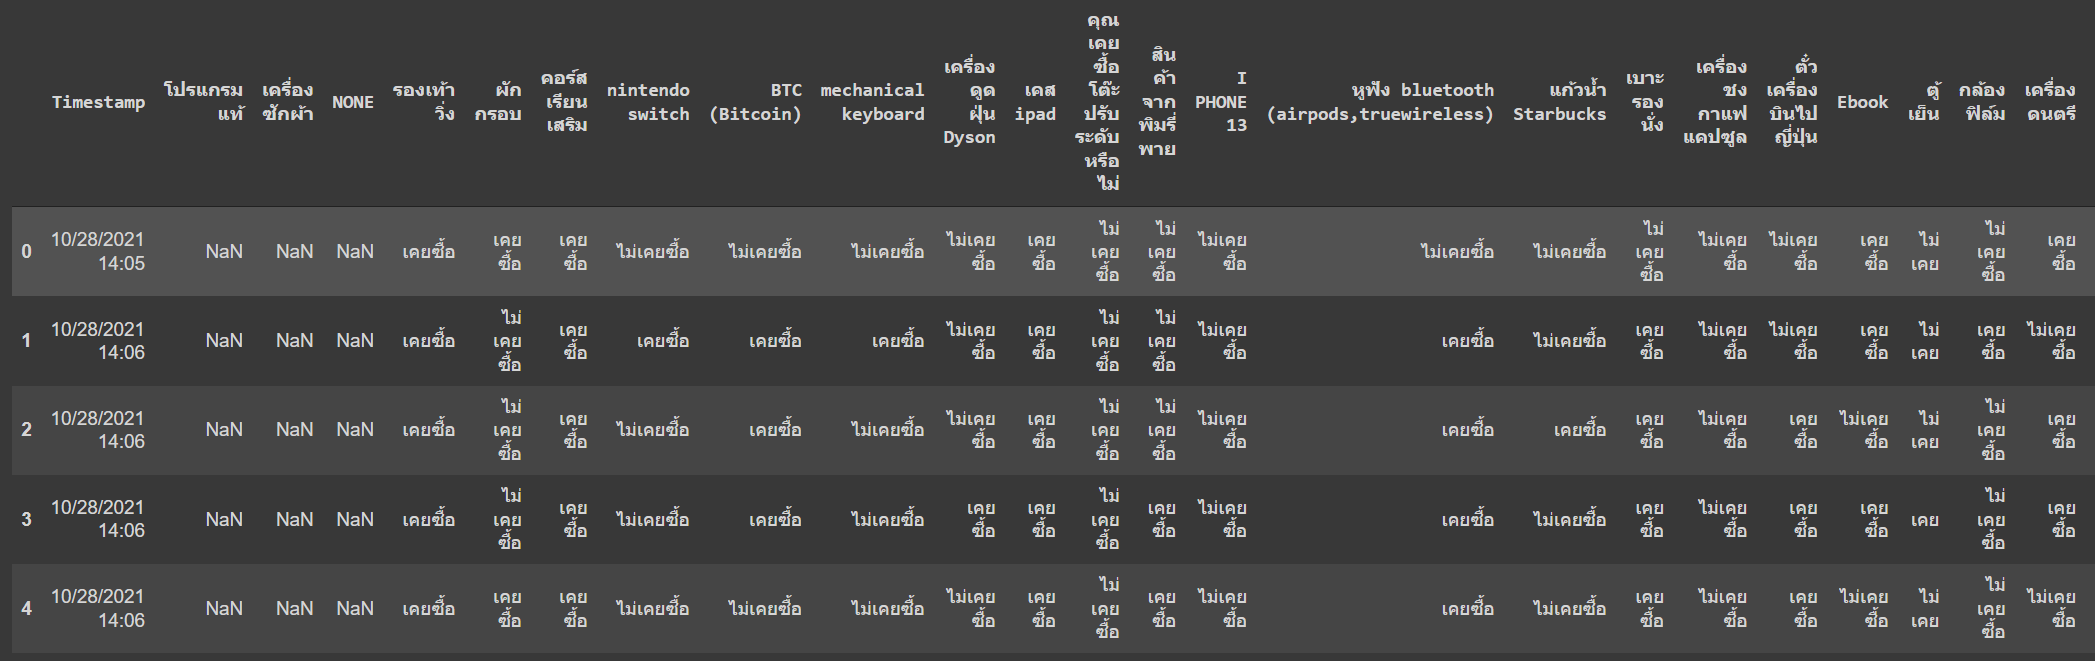 Timestamp
โปรแกรม
แท้
เครื่อง
ซักผ้า
NONE
รองเท้า
วิ่ง
ผัก
กรอบ
คอร์ส
เรียน
เสริม
nintendo
switch
BTC
(Bitcoin)
mechanical
keyboard
เครื่อง
ดูด
ฝุ่น
Dyson
เคส
ipad
คุณ
เคย
ซื้อ
โต๊ะ
ปรับ
ระดับ
หรือ
ไม่
สิน
ค้า
จาก
พิมรี่
พาย
I
PHONE
13
หูฟัง bluetooth
(airpods,truewireless)
แก้วน้ำ
Starbucks
เบาะ
รอง
นั่ง
เครื่อง
ชง
กาแฟ
แคปซูล
ตั๋ว
เครื่อง
บินไป
ญี่ปุ่น
Ebook
ตู้
เย็น
กล้อง
ฟิล์ม
เครื่อง
ดนตรี
0 10/28/2021 14:05 NaN NaN NaN เคยซื้อ เคยซื้อ เคยซื้อ ไม่เคยซื้อ ไม่เคยซื้อ ไม่เคยซื้อ ไม่เคยซื้อ เคยซื้อ ไม่เคยซื้อ ไม่เคยซื้อ ไม่เคยซื้อ ไม่เคยซื้อ ไม่เคยซื้อ ไม่เคยซื้อ ไม่เคยซื้อ ไม่เคยซื้อ เคยซื้อ ไม่เคย ไม่เคยซื้อ เคยซื้อ
1 10/28/2021 14:06 NaN NaN NaN เคยซื้อ ไม่เคยซื้อ เคยซื้อ เคยซื้อ เคยซื้อ เคยซื้อ ไม่เคยซื้อ เคยซื้อ ไม่เคยซื้อ ไม่เคยซื้อ ไม่เคยซื้อ เคยซื้อ ไม่เคยซื้อ เคยซื้อ ไม่เคยซื้อ ไม่เคยซื้อ เคยซื้อ ไม่เคย เคยซื้อ ไม่เคยซื้อ
2 10/28/2021 14:06 NaN NaN NaN เคยซื้อ ไม่เคยซื้อ เคยซื้อ ไม่เคยซื้อ เคยซื้อ ไม่เคยซื้อ ไม่เคยซื้อ เคยซื้อ ไม่เคยซื้อ ไม่เคยซื้อ ไม่เคยซื้อ เคยซื้อ เคยซื้อ เคยซื้อ ไม่เคยซื้อ เคยซื้อ ไม่เคยซื้อ ไม่เคย ไม่เคยซื้อ เคยซื้อ
3 10/28/2021 14:06 NaN NaN NaN เคยซื้อ ไม่เคยซื้อ เคยซื้อ ไม่เคยซื้อ เคยซื้อ ไม่เคยซื้อ เคยซื้อ เคยซื้อ ไม่เคยซื้อ เคยซื้อ ไม่เคยซื้อ เคยซื้อ ไม่เคยซื้อ เคยซื้อ ไม่เคยซื้อ เคยซื้อ เคยซื้อ เคย ไม่เคยซื้อ เคยซื้อ
4 10/28/2021 14:06 NaN NaN NaN เคยซื้อ เคยซื้อ เคยซื้อ ไม่เคยซื้อ ไม่เคยซื้อ ไม่เคยซื้อ ไม่เคยซื้อ เคยซื้อ ไม่เคยซื้อ เคยซื้อ ไม่เคยซื้อ เคยซื้อ ไม่เคยซื้อ เคยซื้อ ไม่เคยซื้อ เคยซื้อ ไม่เคยซื้อ ไม่เคย ไม่เคยซื้อ ไม่เคยซื้อ